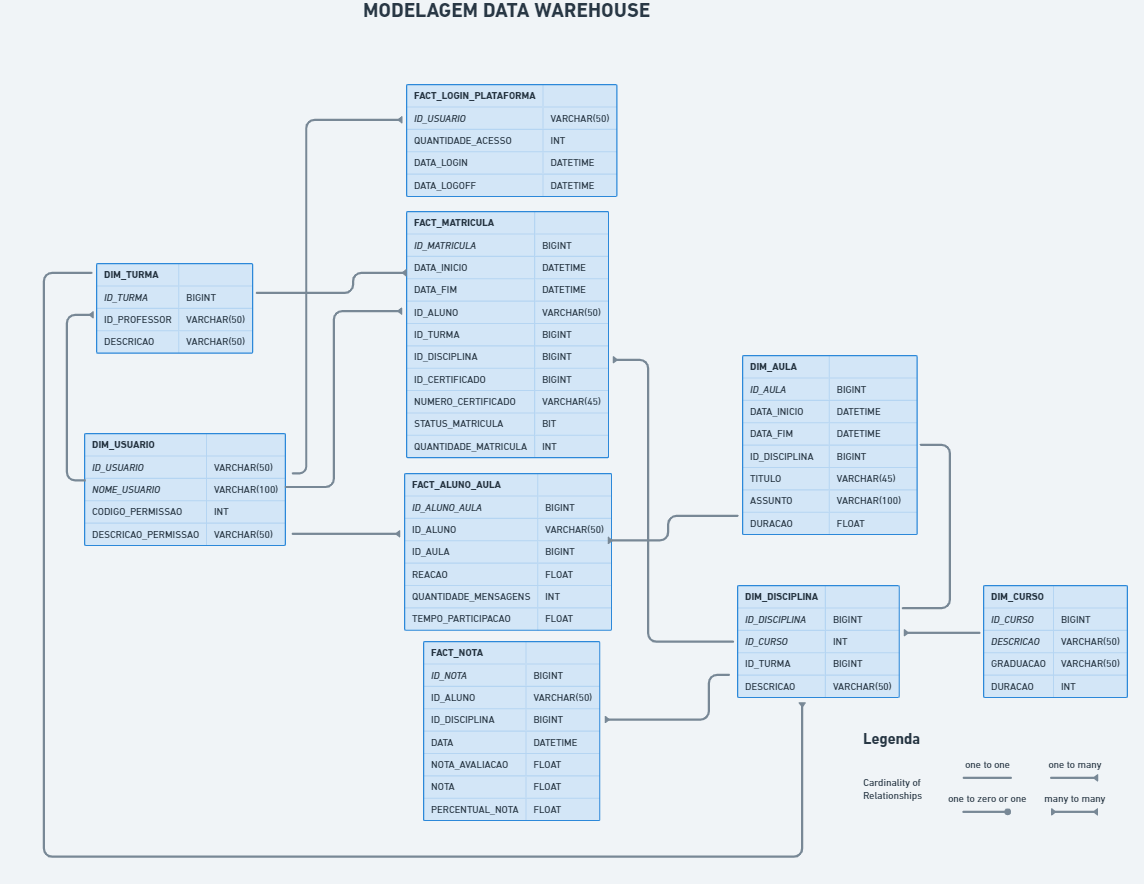 MODELAGEM DATA WAREHOUSE
FACT_LOGIN_PLATAFORMA
ID_USUARIO VARCHAR(50)
QUANTIDADE_ACESSO INT
DATA_LOGIN DATETIME
DATA_LOGOFF DATETIME
FACT_MATRICULA
ID_MATRICULA BIGINT
DATA_INICIO DATETIME
DATA_FIM DATETIME
ID_ALUNO VARCHAR(50)
ID_TURMA BIGINT
ID_DISCIPLINA BIGINT
ID_CERTIFICADO BIGINT
NUMERO_CERTIFICADO VARCHAR(45)
STATUS_MATRICULA BIT
QUANTIDADE_MATRICULA INT
DIM_TURMA
ID_TURMA BIGINT
ID_PROFESSOR VARCHAR(50)
DESCRICAO VARCHAR(50)
DIM_USUARIO
ID_USUARIO VARCHAR(50)
NOME_USUARIO VARCHAR(100)
CODIGO_PERMISSAO INT
DESCRICAO_PERMISSAO VARCHAR(50)
FACT_ALUNO_AULA
ID_ALUNO_AULA BIGINT
ID_ALUNO VARCHAR(50)
ID_AULA BIGINT
REACAO FLOAT
QUANTIDADE_MENSAGENS INT
TEMPO_PARTICIPACAO FLOAT
DIM_AULA
ID_AULA BIGINT
DATA_INICIO DATETIME
DATA_FIM DATETIME
ID_DISCIPLINA BIGINT
TITULO VARCHAR(45)
ASSUNTO VARCHAR(100)
DURACAO FLOAT
FACT_NOTA
ID_NOTA BIGINT
ID_ALUNO VARCHAR(50)
ID_DISCIPLINA BIGINT
DATA DATETIME
NOTA_AVALIACAO FLOAT
NOTA FLOAT
PERCENTUAL_NOTA FLOAT
DIM_DISCIPLINA
ID_DISCIPLINA BIGINT
ID_CURSO INT
ID_TURMA BIGINT
DESCRICAO VARCHAR(50)
DIM_CURSO
ID_CURSO BIGINT
DESCRICAO VARCHAR(50)
GRADUACAO VARCHAR(50)
DURACAO INT
Legenda
Cardinality of
Relationships
one to one one to many
one to zero or one many to many